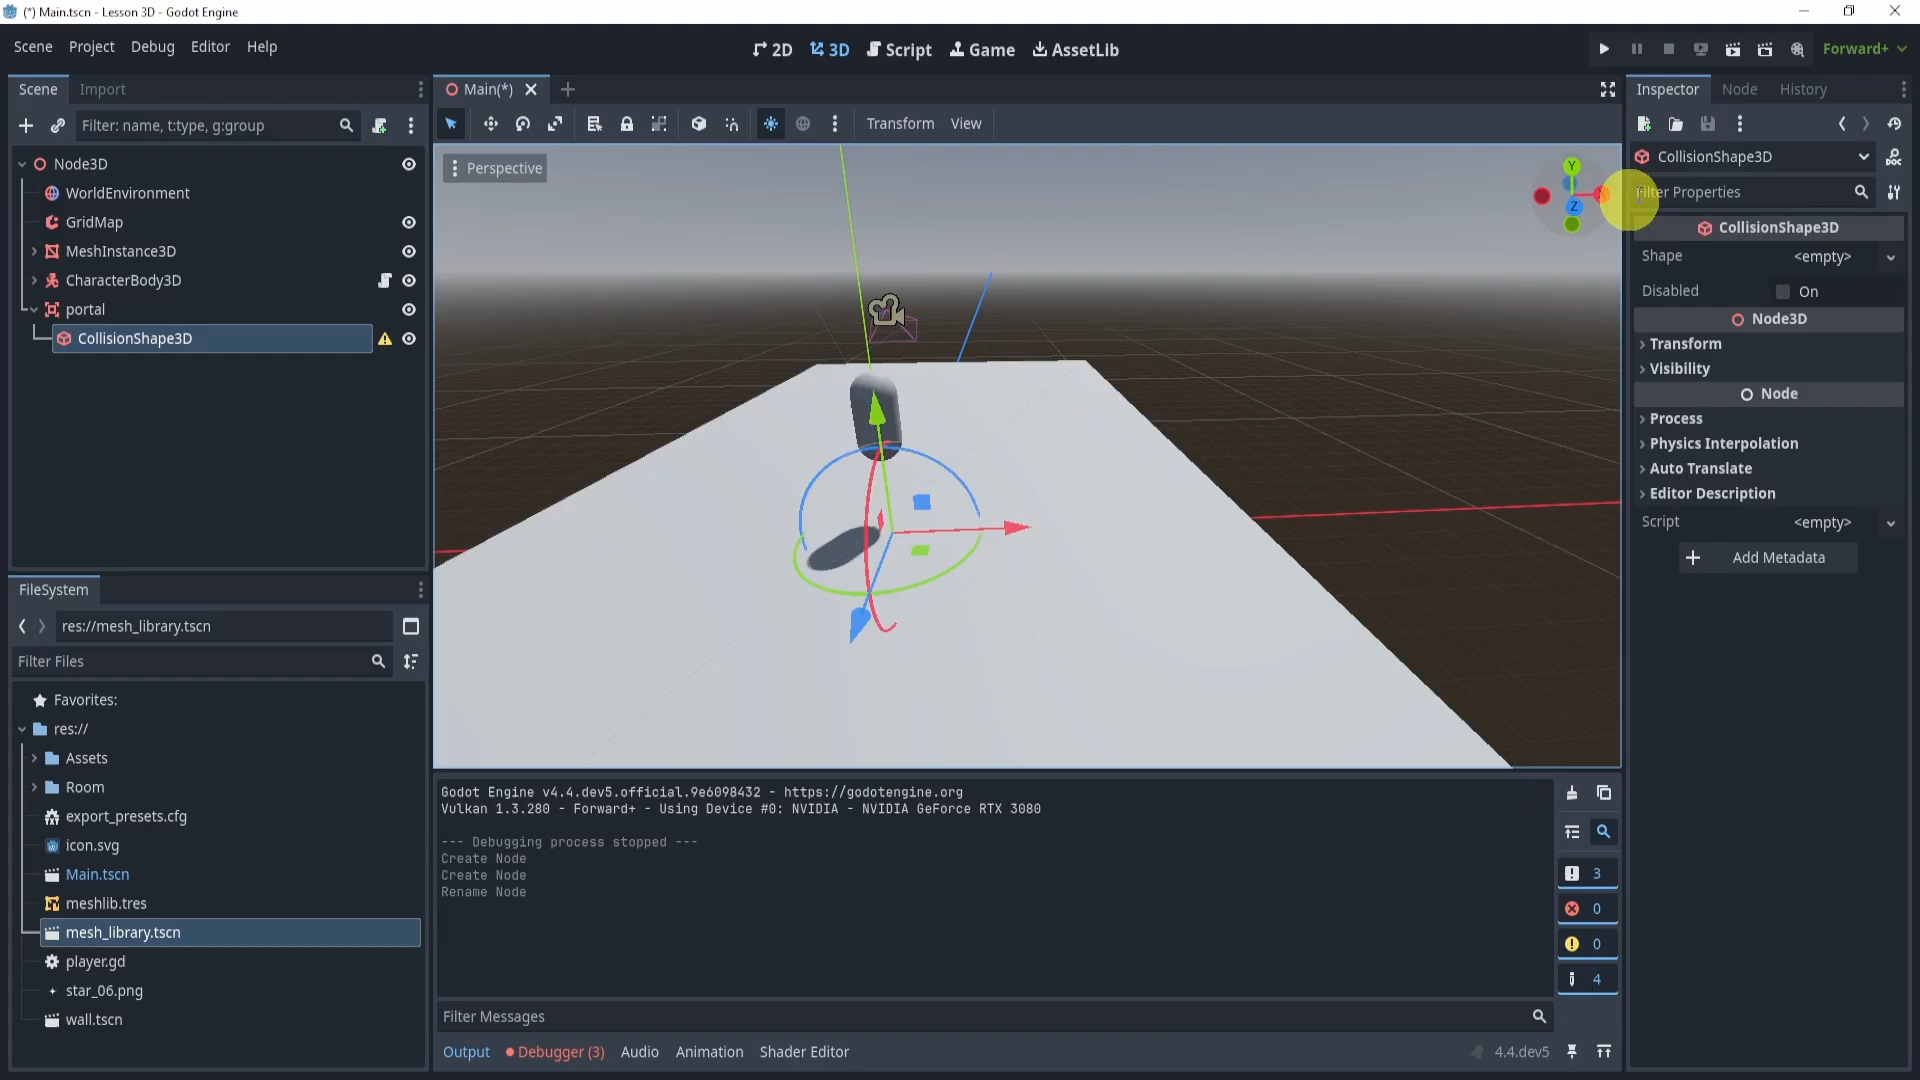 (*) Main.tscn - Lesson 3D - Godot Engine
Scene Project Debug Editor Help
2D 3D Script Game AssetLib
Forward+
Scene Import
Filter: name, t:type, g:group
Node3D
WorldEnvironment
GridMap
MeshInstance3D
CharacterBody3D
portal
CollisionShape3D
FileSystem
res://mesh_library.tscn
Filter Files
Favorites:
res://
Assets
Room
export_presets.cfg
icon.svg
Main.tscn
meshlib.tres
mesh_library.tscn
player.gd
star_06.png
wall.tscn
Main(*)
Transform View
Perspective
Y
Z
Godot Engine v4.4.dev5.official.9e6098432 - https://godotengine.org
Vulkan 1.3.280 - Forward+ - Using Device #0: NVIDIA - NVIDIA GeForce RTX 3080
--- Debugging process stopped ---
Create Node
Create Node
Rename Node
3
0
0
4
Filter Messages
Output Debugger (3) Audio Animation Shader Editor
4.4.dev5
Inspector Node History
CollisionShape3D
Filter Properties
CollisionShape3D
Shape <empty>
Disabled On
Node3D
Transform
Visibility
Node
Process
Physics Interpolation
Auto Translate
Editor Description
Script <empty>
Add Metadata